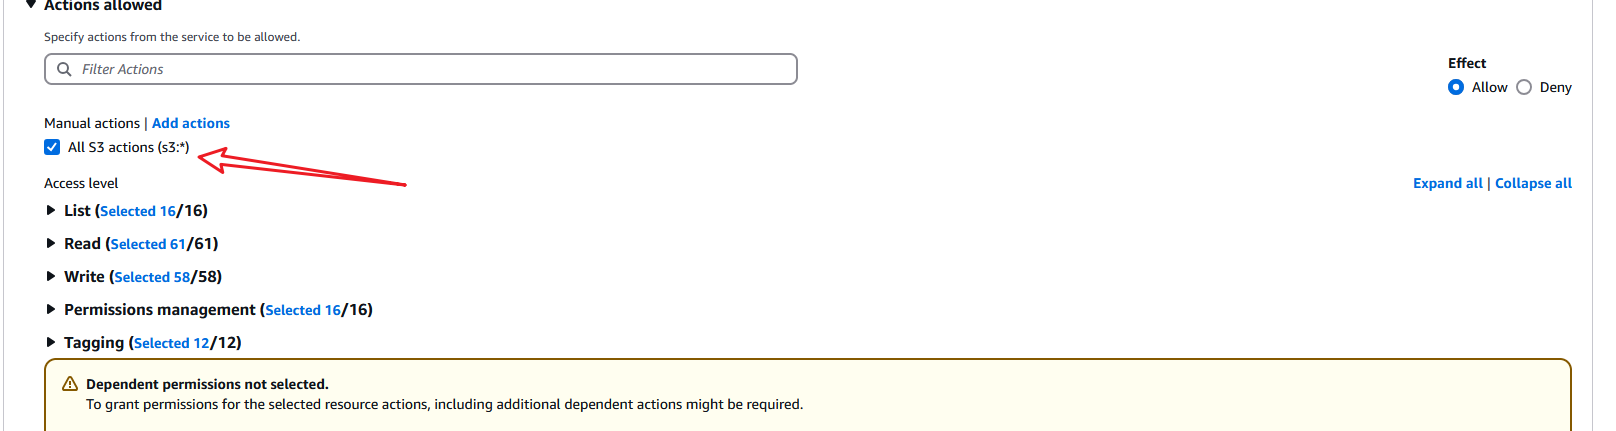 Actions allowed
Specify actions from the service to be allowed.
Filter Actions
Effect
Allow Deny
Manual actions | Add actions
All S3 actions (s3:*)
Access level
Expand all | Collapse all
List (Selected 16/16)
Read (Selected 61/61)
Write (Selected 58/58)
Permissions management (Selected 16/16)
Tagging (Selected 12/12)
Dependent permissions not selected.
To grant permissions for the selected resource actions, including additional dependent actions might be required.